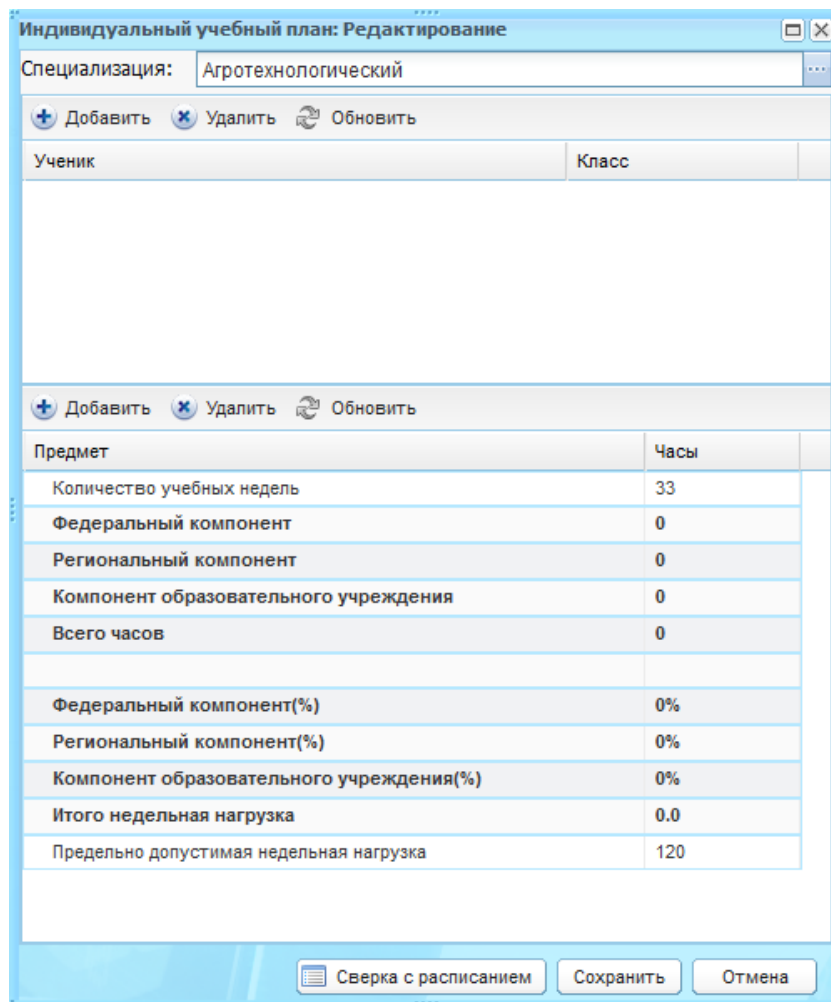 Индивидуальный учебный план: Редактирование
Специализация: Агротехнологический
Добавить Удалить Обновить
Ученик Класс
Добавить Удалить Обновить
Предмет Часы
Количество учебных недель 33
Федеральный компонент 0
Региональный компонент 0
Компонент образовательного учреждения 0
Всего часов 0
Федеральный компонент(%) 0%
Региональный компонент(%) 0%
Компонент образовательного учреждения(%) 0%
Итого недельная нагрузка 0.0
Предельно допустимая недельная нагрузка 120
Сверка с расписанием Сохранить Отмена